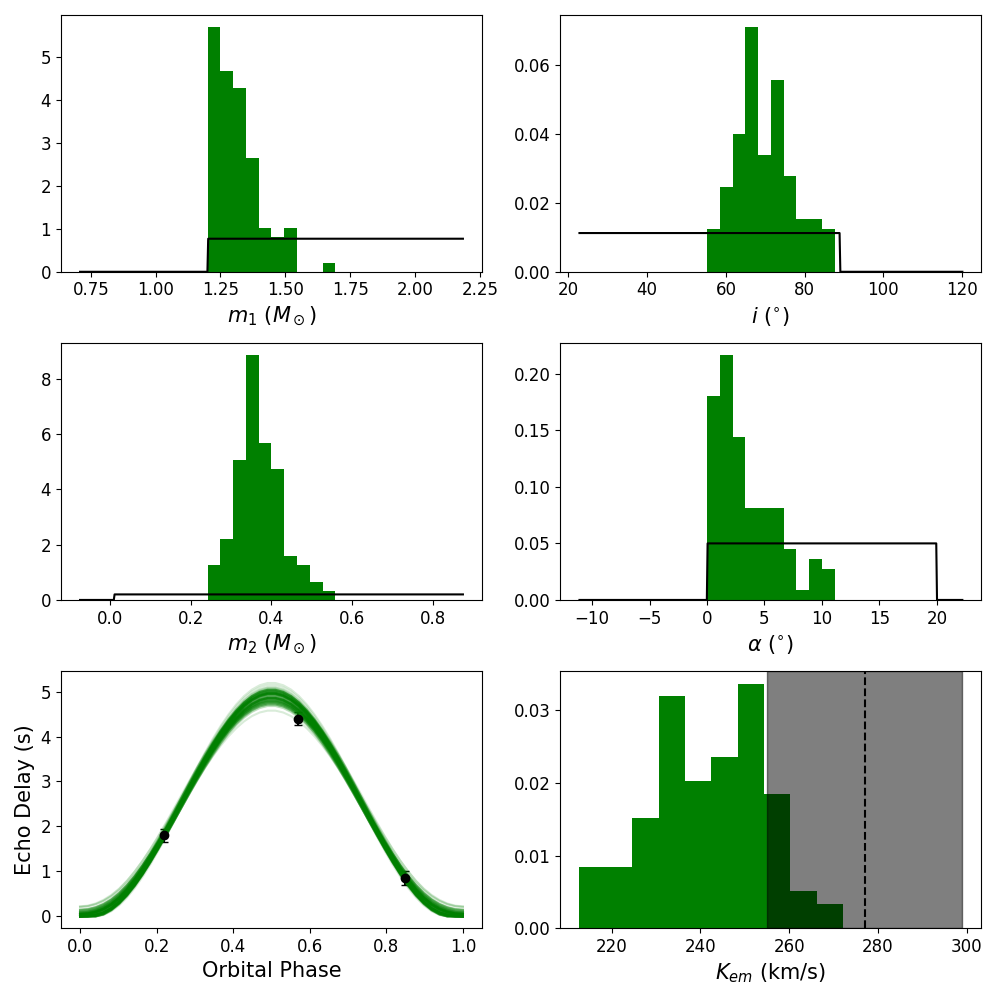 5
4
3
2
1
0
0.75 1.00 1.25 1.50 1.75 2.00 2.25
m₁ (M⊙)
0.06
0.04
0.02
0.00
20 40 60 80 100 120
i (°)
8
6
4
2
0
0.0 0.2 0.4 0.6 0.8
m₂ (M⊙)
0.20
0.15
0.10
0.05
0.00
−10 −5 0 5 10 15 20
α (°)
Echo Delay (s)
5
4
3
2
1
0
0.0 0.2 0.4 0.6 0.8 1.0
Orbital Phase
0.03
0.02
0.01
0.00
220 240 260 280 300
Kₑₘ (km/s)